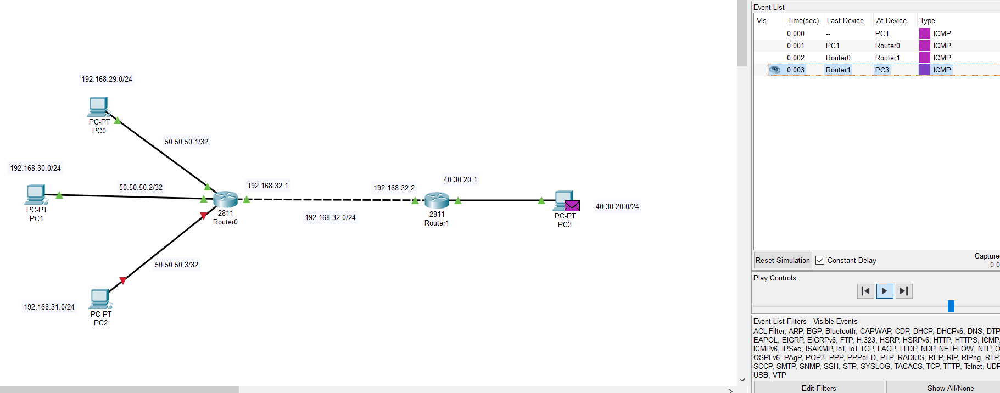 192.168.29.0/24
PC-PT
PC0
50.50.50.1/32
192.168.30.0/24
50.50.50.2/32
PC-PT
PC1
192.168.32.1
2811
Router0
192.168.32.2
192.168.32.0/24
40.30.20.1
2811
Router1
PC-PT
PC3
40.30.20.0/24
50.50.50.3/32
192.168.31.0/24
PC-PT
PC2
Event List
Vis. Time(sec) Last Device At Device Type
0.000 -- PC1 ICMP
0.001 PC1 Router0 ICMP
0.002 Router0 Router1 ICMP
0.003 Router1 PC3 ICMP
Reset Simulation Constant Delay Capture
0.0
Play Controls
Event List Filters - Visible Events
ACL Filter, ARP, BGP, Bluetooth, CAPWAP, CDP, DHCP, DHCPv6, DNS, DTP
EAPOL, EIGRP, EIGRPv6, FTP, H.323, HSRP, HSRPv6, HTTP, HTTPS, ICMP,
ICMPv6, IPSec, ISAKMP, IoT, IoT TCP, LACP, LLDP, NDP, NETFLOW, NTP, O
OSPFv6, PAgP, POP3, PPP, PPPoED, PTP, RADIUS, REP, RIP, RIPng, RTP,
SCCP, SMTP, SNMP, SSH, STP, SYSLOG, TACACS, TCP, TFTP, Telnet, UDP
USB, VTP
Edit Filters Show All/None